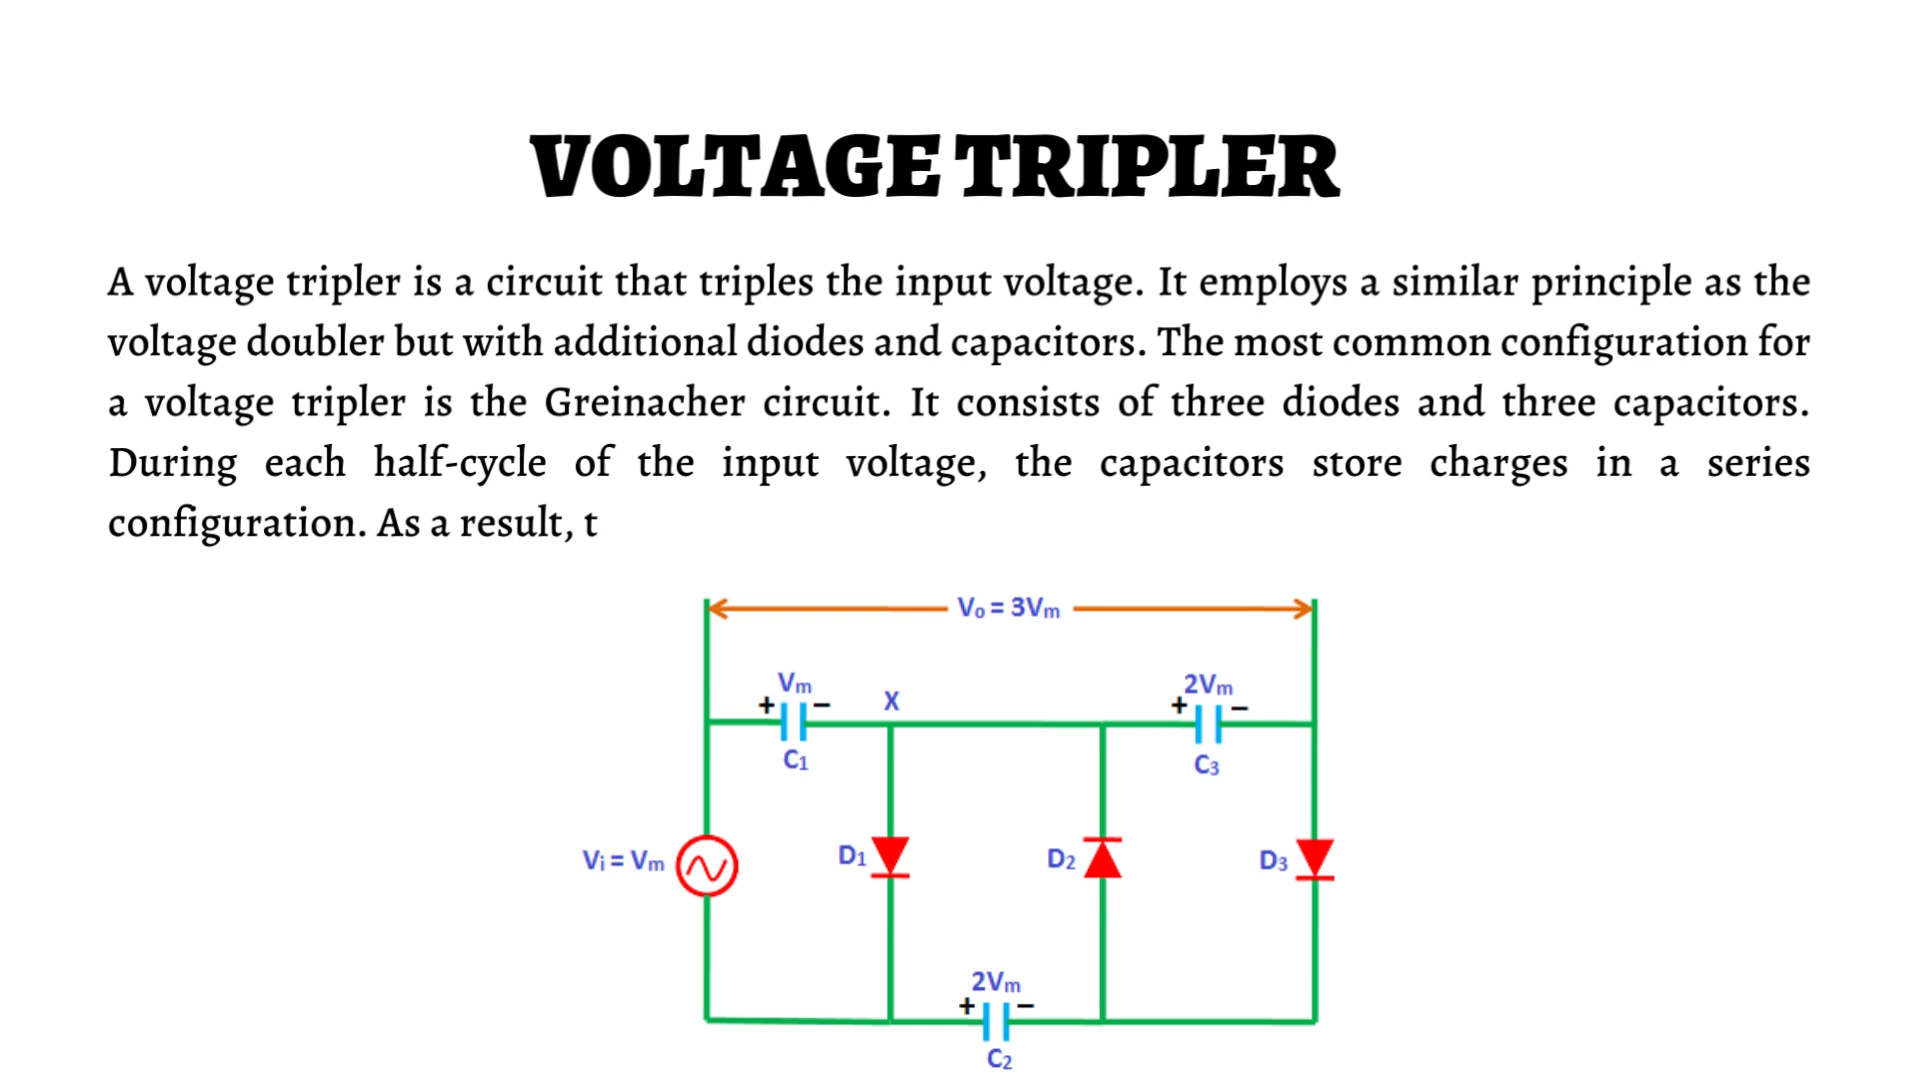 VOLTAGE TRIPLER
A voltage tripler is a circuit that triples the input voltage. It employs a similar principle as the
voltage doubler but with additional diodes and capacitors. The most common configuration for
a voltage tripler is the Greinacher circuit. It consists of three diodes and three capacitors.
During each half-cycle of the input voltage, the capacitors store charges in a series
configuration. As a result, t
Vo = 3Vm
Vm
X
2Vm
+ −
+ −
C1
C3
Vi = Vm
D1
D2
D3
2Vm
+ −
C2